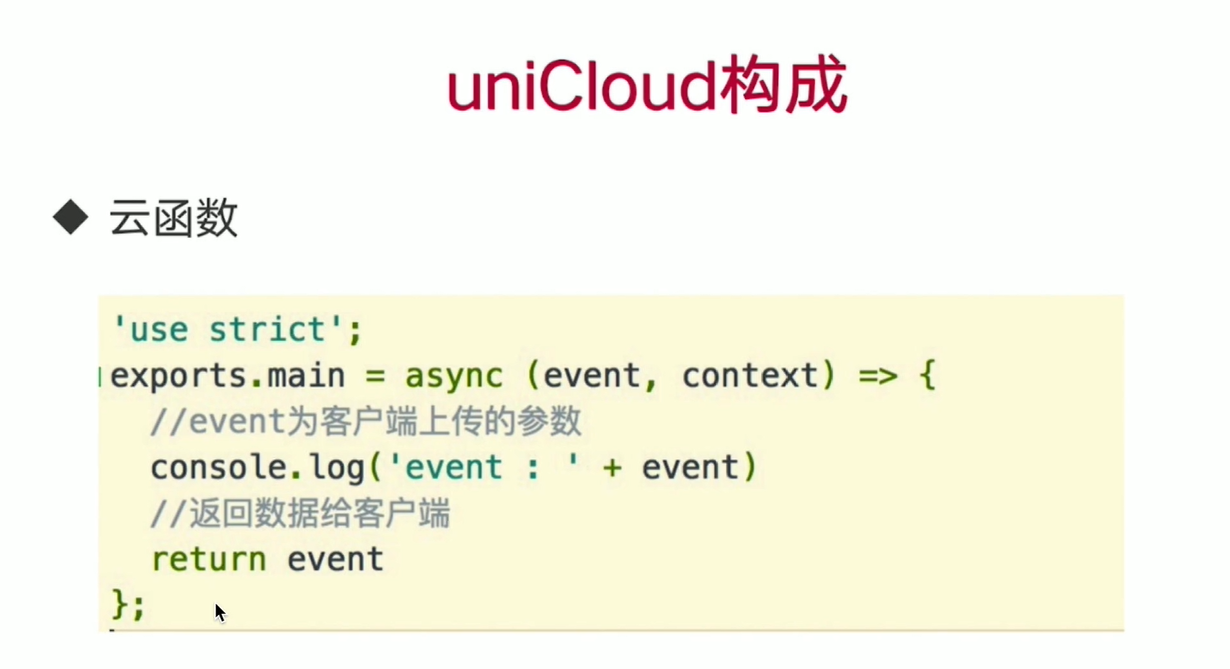 uniCloud构成
◆ 云函数
'use strict';
exports.main = async (event, context) => {
  //event为客户端上传的参数
  console.log('event : ' + event)
  //返回数据给客户端
  return event
};